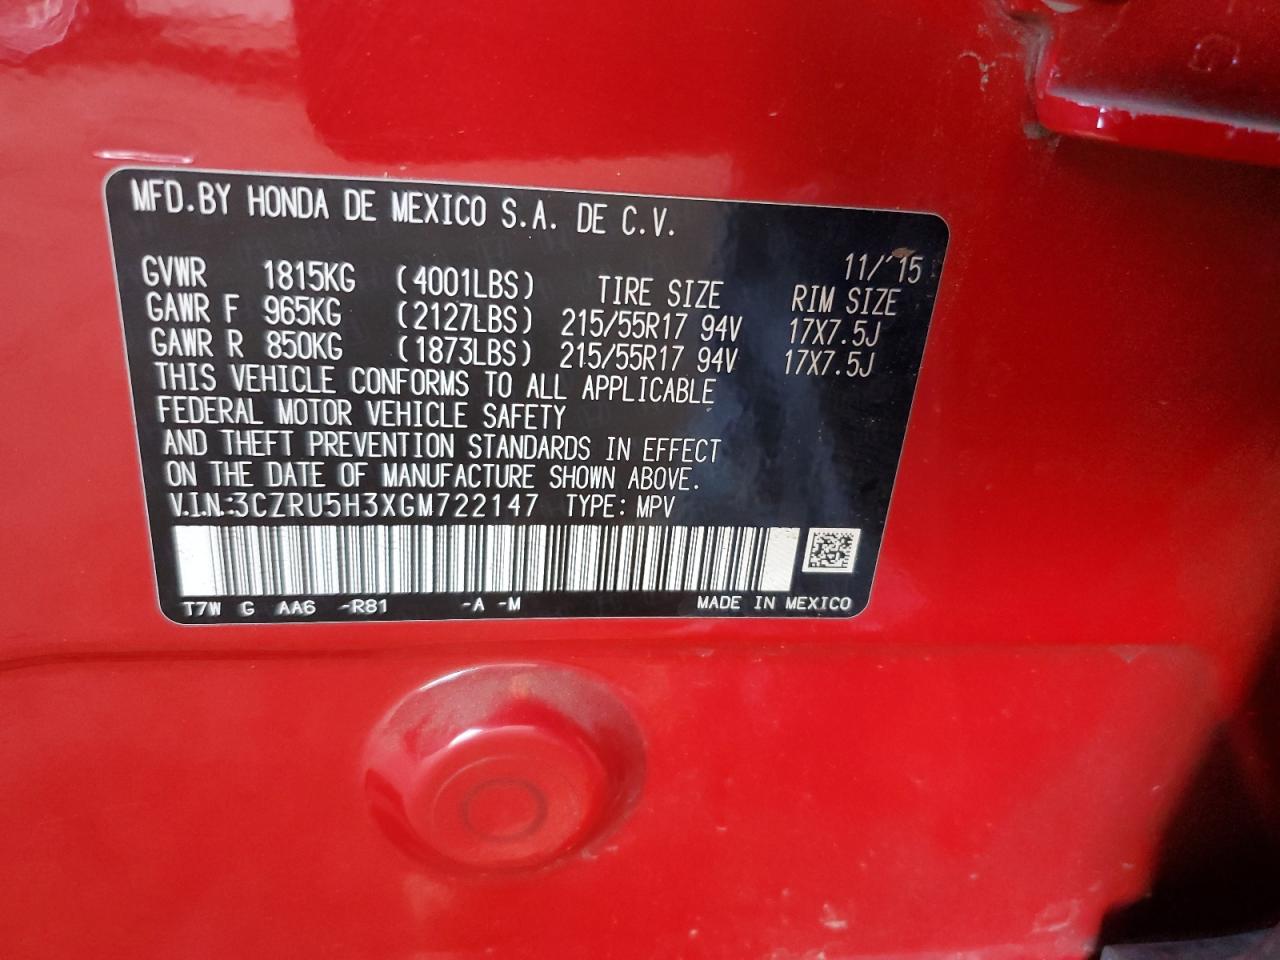 MFD.BY HONDA DE MEXICO S.A. DE C.V.
11/'15
GVWR 1815KG (4001LBS) TIRE SIZE RIM SIZE
GAWR F 965KG (2127LBS) 215/55R17 94V 17X7.5J
GAWR R 850KG (1873LBS) 215/55R17 94V 17X7.5J
THIS VEHICLE CONFORMS TO ALL APPLICABLE
FEDERAL MOTOR VEHICLE SAFETY
AND THEFT PREVENTION STANDARDS IN EFFECT
ON THE DATE OF MANUFACTURE SHOWN ABOVE.
V.I.N.:3CZRU5H3XGM722147 TYPE: MPV
T7W G AA6 -R81 -A -M MADE IN MEXICO